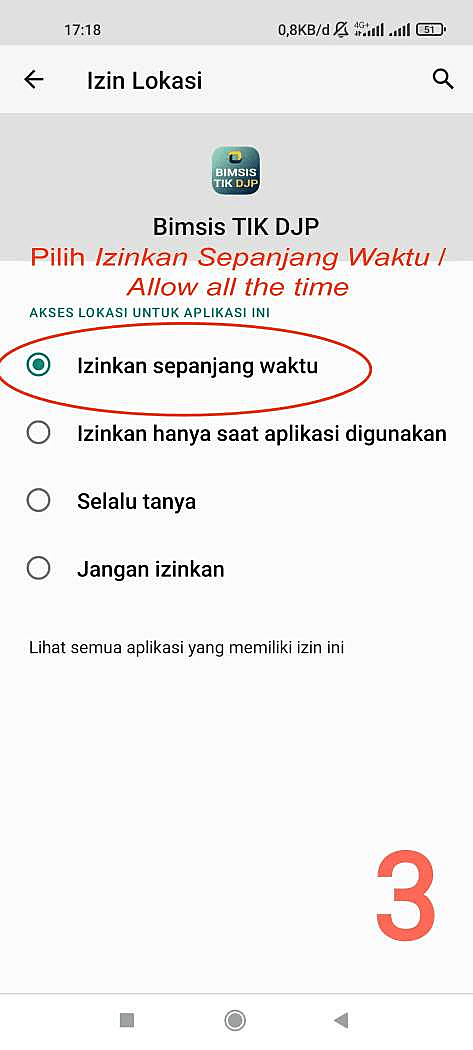 17:18 0,8KB/d 4G+ 51
Izin Lokasi
BIMSIS
TIK DJP
Bimsis TIK DJP
Pilih Izinkan Sepanjang Waktu /
Allow all the time
AKSES LOKASI UNTUK APLIKASI INI
Izinkan sepanjang waktu
Izinkan hanya saat aplikasi digunakan
Selalu tanya
Jangan izinkan
Lihat semua aplikasi yang memiliki izin ini
3